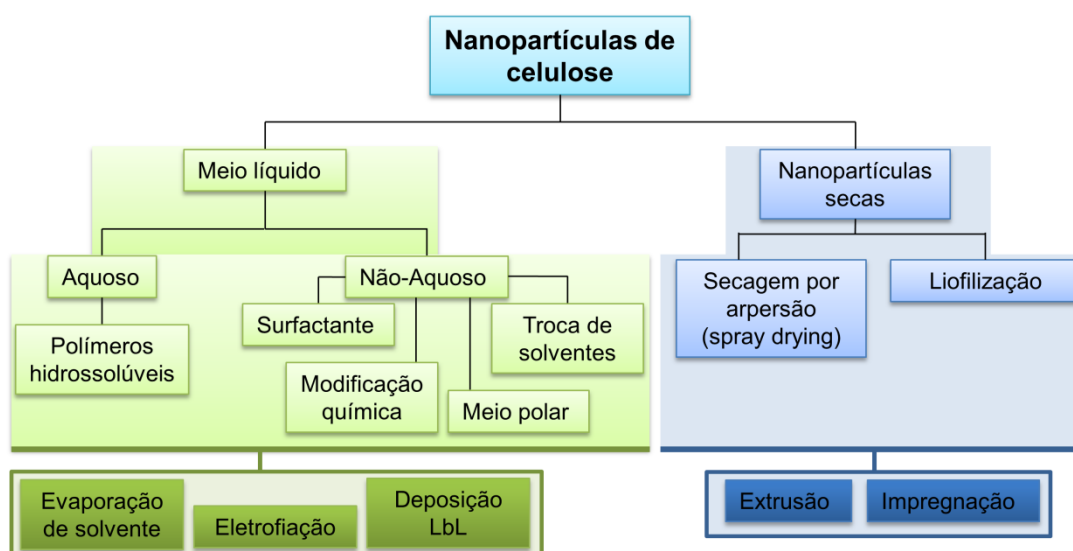 Nanopartículas de
celulose
Meio líquido
Nanopartículas
secas
Aquoso
Não-Aquoso
Secagem por
arpersão
(spray drying)
Liofilização
Polímeros
hidrossolúveis
Surfactante
Troca de
solventes
Modificação
química
Meio polar
Evaporação
de solvente
Eletrofiação
Deposição
LbL
Extrusão
Impregnação